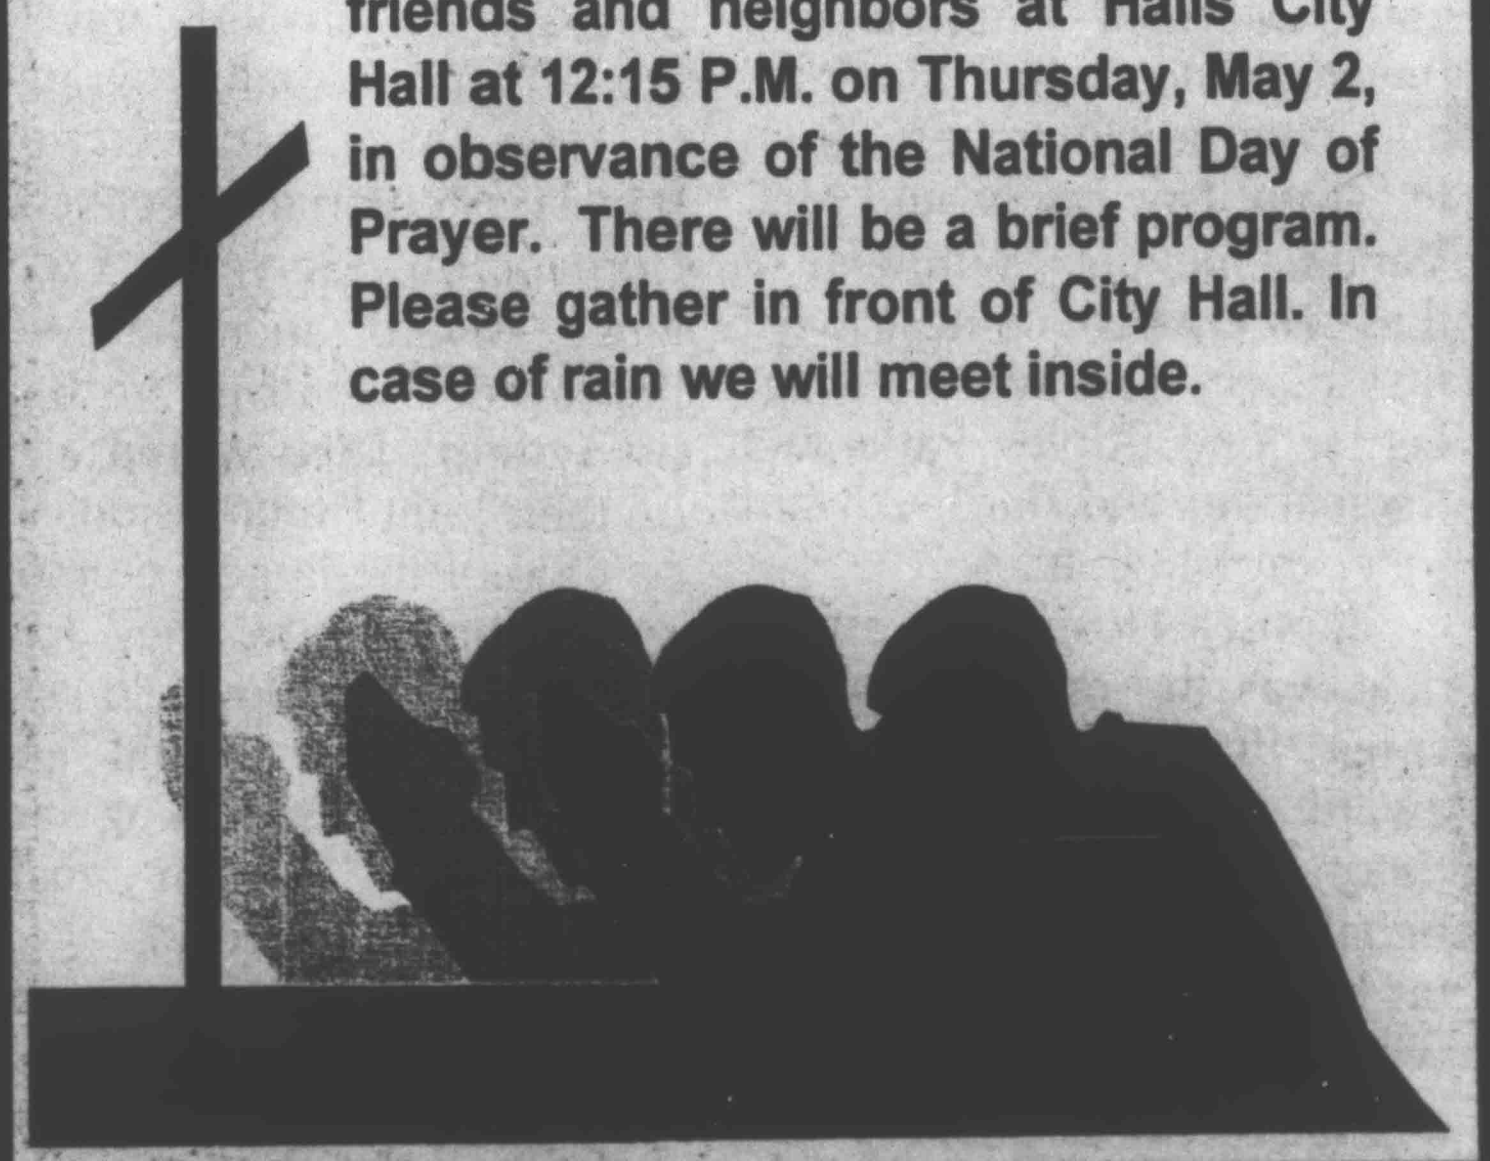 friends and neighbors at Halls City
Hall at 12:15 P.M. on Thursday, May 2,
in observance of the National Day of
Prayer. There will be a brief program.
Please gather in front of City Hall. In
case of rain we will meet inside.